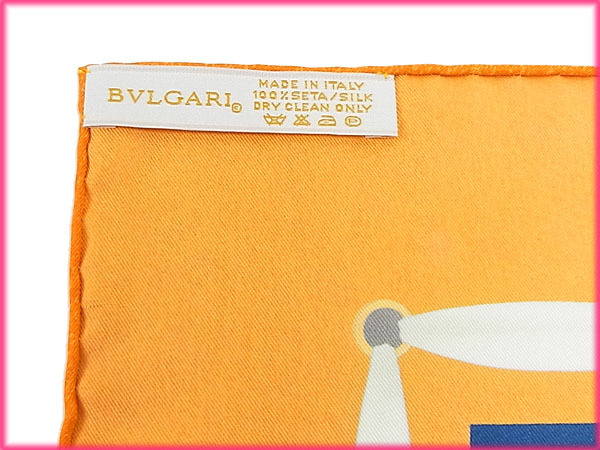 BVLGARI®
MADE IN ITALY
100%SETA/SILK
DRY CLEAN ONLY